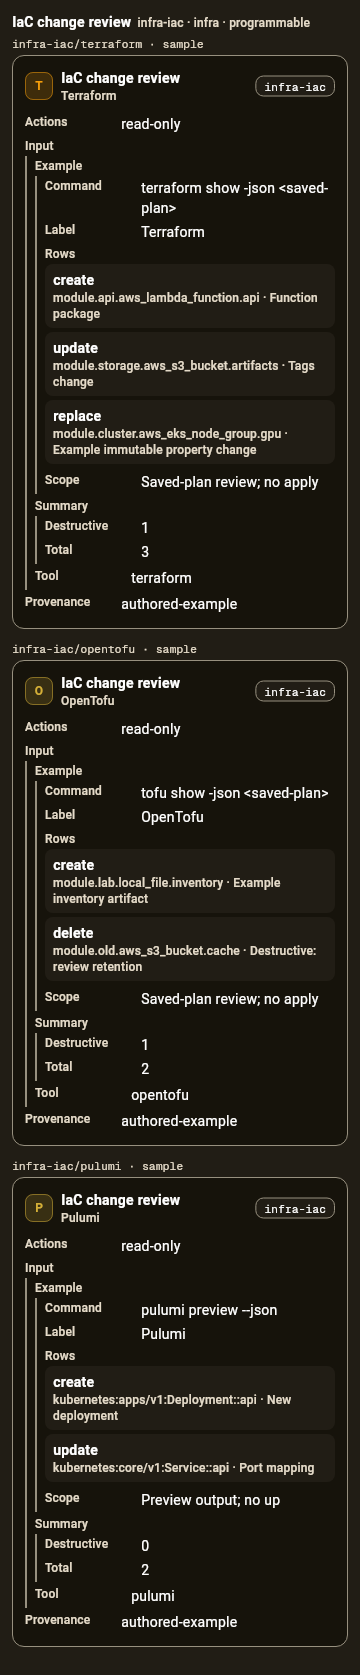 IaC change review infra-iac · infra · programmable
infra-iac/terraform · sample
T
IaC change review
Terraform
infra-iac
Actions read-only
Input
Example
Command terraform show -json <saved-
plan>
Label Terraform
Rows
create
module.api.aws_lambda_function.api · Function
package
update
module.storage.aws_s3_bucket.artifacts · Tags
change
replace
module.cluster.aws_eks_node_group.gpu ·
Example immutable property change
Scope Saved-plan review; no apply
Summary
Destructive 1
Total 3
Tool terraform
Provenance authored-example
infra-iac/opentofu · sample
O
IaC change review
OpenTofu
infra-iac
Actions read-only
Input
Example
Command tofu show -json <saved-plan>
Label OpenTofu
Rows
create
module.lab.local_file.inventory · Example
inventory artifact
delete
module.old.aws_s3_bucket.cache · Destructive:
review retention
Scope Saved-plan review; no apply
Summary
Destructive 1
Total 2
Tool opentofu
Provenance authored-example
infra-iac/pulumi · sample
P
IaC change review
Pulumi
infra-iac
Actions read-only
Input
Example
Command pulumi preview --json
Label Pulumi
Rows
create
kubernetes:apps/v1:Deployment::api · New
deployment
update
kubernetes:core/v1:Service::api · Port mapping
Scope Preview output; no up
Summary
Destructive 0
Total 2
Tool pulumi
Provenance authored-example